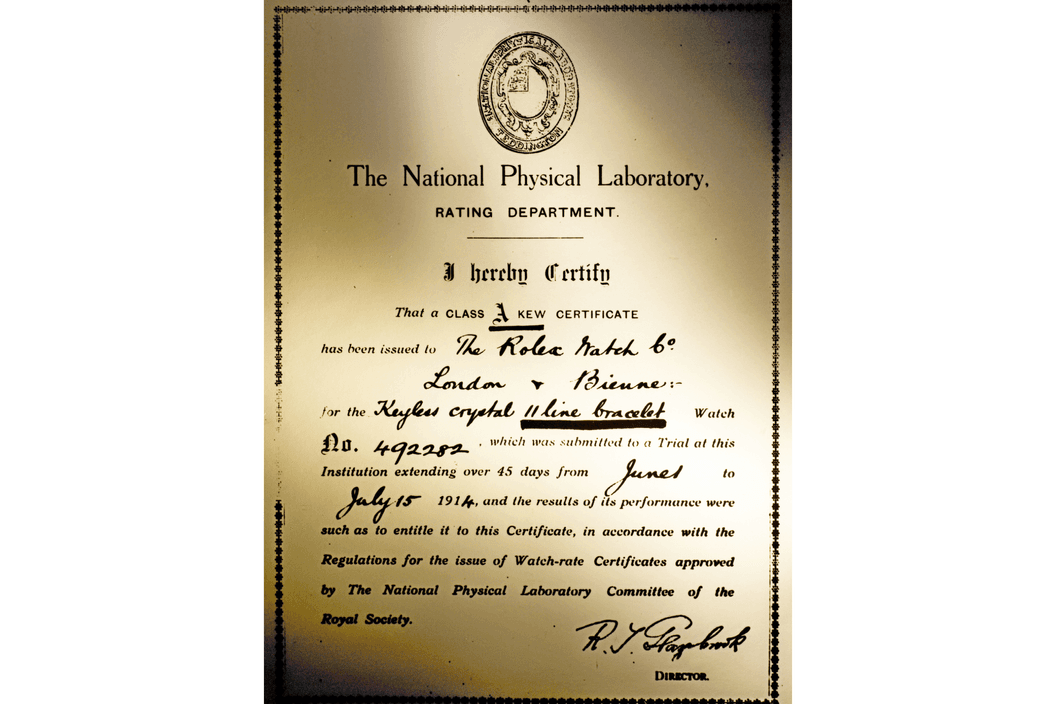 The National Physical Laboratory,
RATING DEPARTMENT.
I hereby Certify
That a CLASS A KEW CERTIFICATE
has been issued to The Rolex Watch Co.
London & Bienne:-
for the Keyless crystal 11 line bracelet Watch
No. 492282, which was submitted to a Trial at this
Institution extending over 45 days from June 1 to
July 15 1914, and the results of its performance were
such as to entitle it to this Certificate, in accordance with the
Regulations for the issue of Watch-rate Certificates approved
by The National Physical Laboratory Committee of the
Royal Society.
R. T. Glazebrook
DIRECTOR.